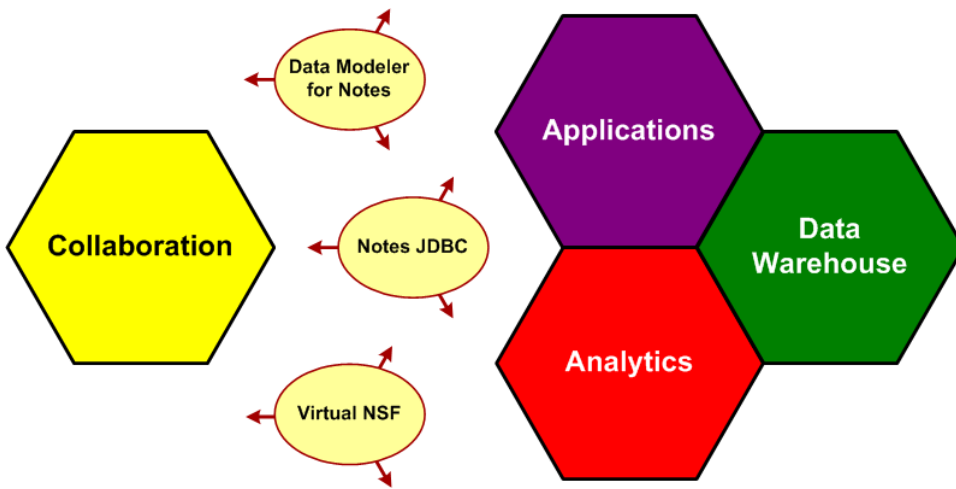 Data Modeler
for Notes
Applications
Collaboration
Notes JDBC
Data
Warehouse
Analytics
Virtual NSF